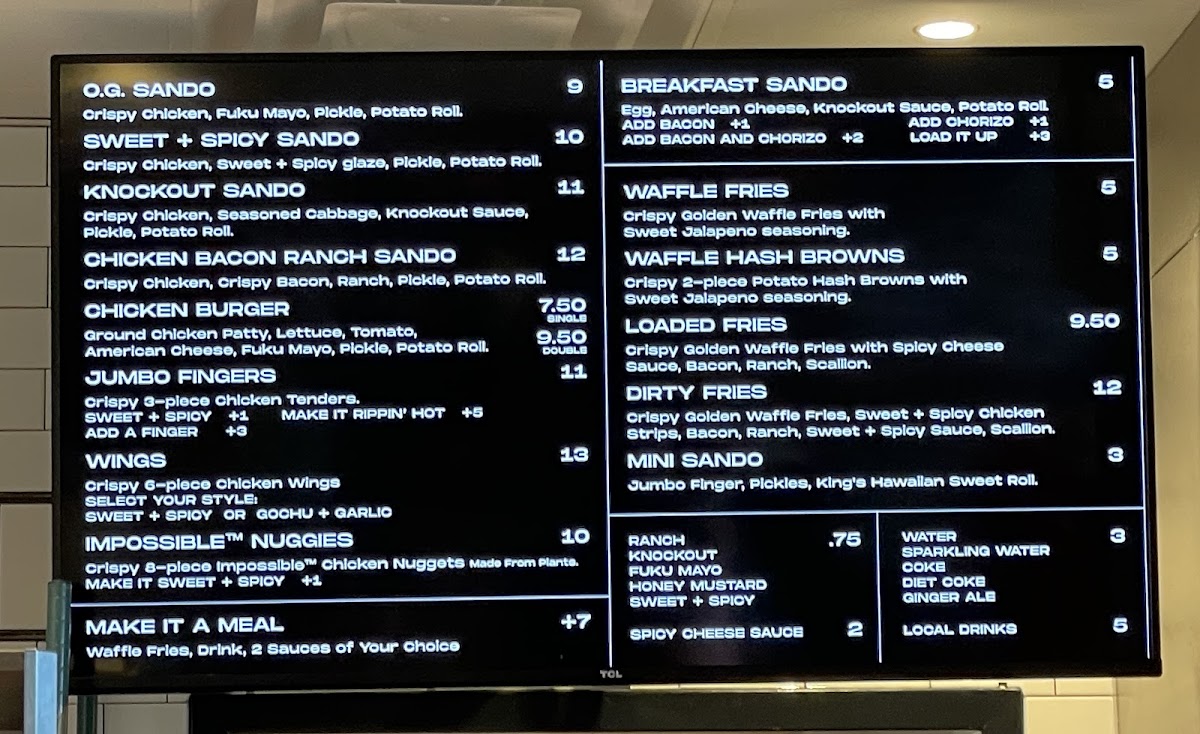 O.G. SANDO 9
Crispy Chicken, Fuku Mayo, Pickle, Potato Roll.
SWEET + SPICY SANDO 10
Crispy Chicken, Sweet + Spicy glaze, Pickle, Potato Roll.
KNOCKOUT SANDO 11
Crispy Chicken, Seasoned Cabbage, Knockout Sauce,
Pickle, Potato Roll.
CHICKEN BACON RANCH SANDO 12
Crispy Chicken, Crispy Bacon, Ranch, Pickle, Potato Roll.
CHICKEN BURGER 7.50
SINGLE
Ground Chicken Patty, Lettuce, Tomato, 9.50
American Cheese, Fuku Mayo, Pickle, Potato Roll. DOUBLE
JUMBO FINGERS 11
Crispy 3-piece Chicken Tenders.
SWEET + SPICY +1 MAKE IT RIPPIN' HOT +5
ADD A FINGER +3
WINGS 13
Crispy 6-piece Chicken Wings
SELECT YOUR STYLE:
SWEET + SPICY OR GOCHU + GARLIC
IMPOSSIBLE™ NUGGIES 10
Crispy 8-piece Impossible™ Chicken Nuggets Made From Plants.
MAKE IT SWEET + SPICY +1
MAKE IT A MEAL +7
Waffle Fries, Drink, 2 Sauces of Your Choice
BREAKFAST SANDO 5
Egg, American Cheese, Knockout Sauce, Potato Roll.
ADD BACON +1 ADD CHORIZO +1
ADD BACON AND CHORIZO +2 LOAD IT UP +3
WAFFLE FRIES 5
Crispy Golden Waffle Fries with
Sweet Jalapeno seasoning.
WAFFLE HASH BROWNS 5
Crispy 2-piece Potato Hash Browns with
Sweet Jalapeno seasoning.
LOADED FRIES 9.50
Crispy Golden Waffle Fries with Spicy Cheese
Sauce, Bacon, Ranch, Scallion.
DIRTY FRIES 12
Crispy Golden Waffle Fries, Sweet + Spicy Chicken
Strips, Bacon, Ranch, Sweet + Spicy Sauce, Scallion.
MINI SANDO 3
Jumbo Finger, Pickles, King's Hawaiian Sweet Roll.
RANCH .75
KNOCKOUT
FUKU MAYO
HONEY MUSTARD
SWEET + SPICY
SPICY CHEESE SAUCE 2
WATER 3
SPARKLING WATER
COKE
DIET COKE
GINGER ALE
LOCAL DRINKS 5
TCL